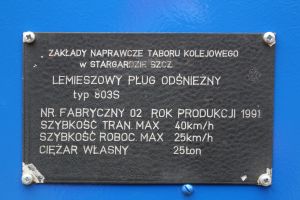 ZAKŁADY NAPRAWCZE TABORU KOLEJOWEGO
W STARGARDZIE SZCZ.
LEMIESZOWY PŁUG ODŚNIEŻNY
typ 803S
NR FABRYCZNY 02 ROK PRODUKCJI 1991
SZYBKOŚĆ TRAN. MAX 40km/h
SZYBKOŚĆ ROBOC. MAX 25km/h
CIĘŻAR WŁASNY 25ton